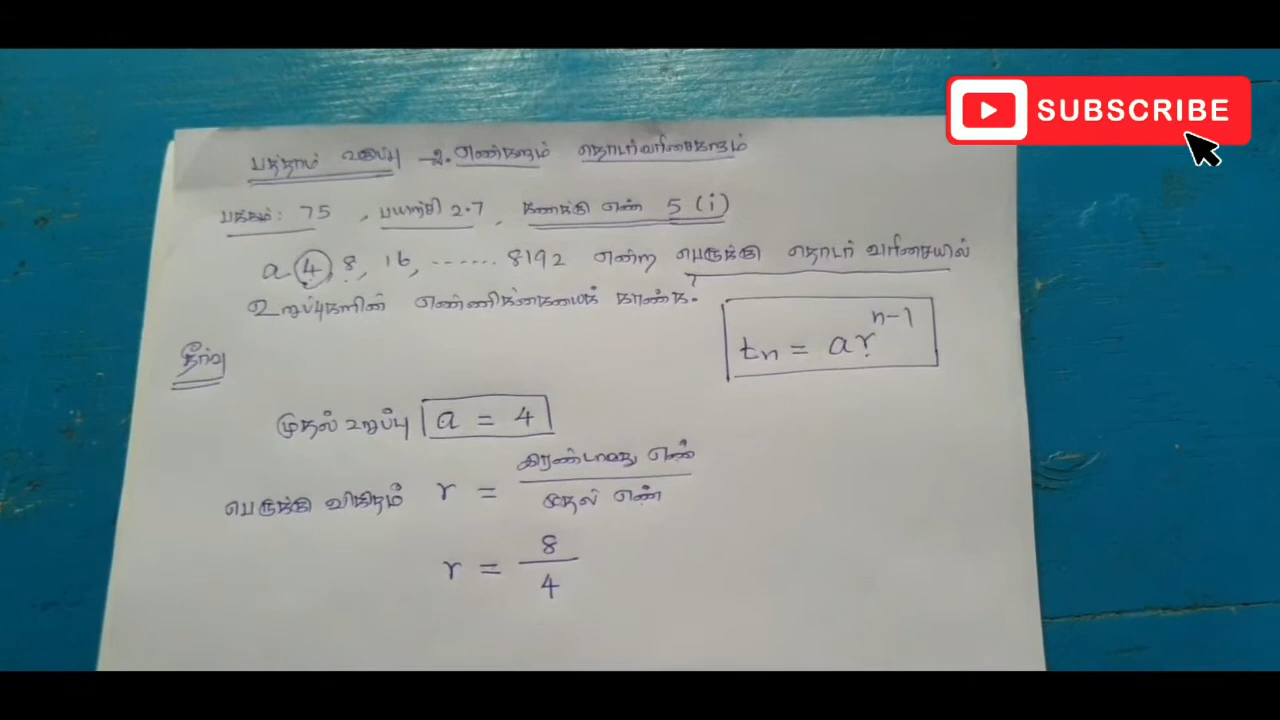 SUBSCRIBE
பத்தாம் வகுப்பு – 2. எண்களும் தொடர்வரிசைகளும்
பக்கம்: 75 , பயிற்சி 2.7, கணக்கு எண் 5 (i)
a 4, 8, 16, ...... 8192 என்ற பெருக்கு தொடர் வரிசையில்
உறுப்புகளின் எண்ணிக்கையைக் காண்க.?
tn = ar^n-1
தீர்வு
முதல் உறுப்பு a = 4
பெருக்கு விகிதம் r = இரண்டாவது எண் / முதல் எண்
r = 8 / 4